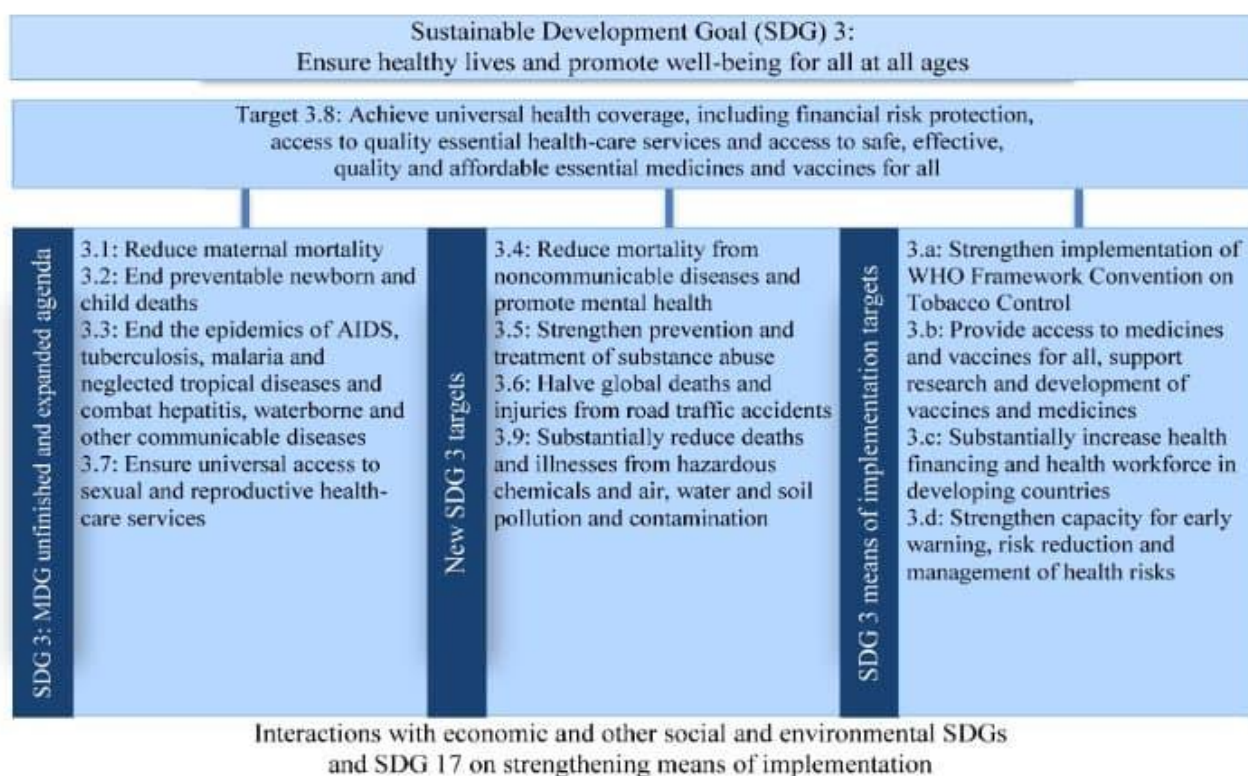 Sustainable Development Goal (SDG) 3:
Ensure healthy lives and promote well-being for all at all ages
Target 3.8: Achieve universal health coverage, including financial risk protection,
access to quality essential health-care services and access to safe, effective,
quality and affordable essential medicines and vaccines for all
SDG 3: MDG unfinished and expanded agenda
3.1: Reduce maternal mortality
3.2: End preventable newborn and
child deaths
3.3: End the epidemics of AIDS,
tuberculosis, malaria and
neglected tropical diseases and
combat hepatitis, waterborne and
other communicable diseases
3.7: Ensure universal access to
sexual and reproductive health-
care services
New SDG 3 targets
3.4: Reduce mortality from
noncommunicable diseases and
promote mental health
3.5: Strengthen prevention and
treatment of substance abuse
3.6: Halve global deaths and
injuries from road traffic accidents
3.9: Substantially reduce deaths
and illnesses from hazardous
chemicals and air, water and soil
pollution and contamination
SDG 3 means of implementation targets
3.a: Strengthen implementation of
WHO Framework Convention on
Tobacco Control
3.b: Provide access to medicines
and vaccines for all, support
research and development of
vaccines and medicines
3.c: Substantially increase health
financing and health workforce in
developing countries
3.d: Strengthen capacity for early
warning, risk reduction and
management of health risks
Interactions with economic and other social and environmental SDGs
and SDG 17 on strengthening means of implementation